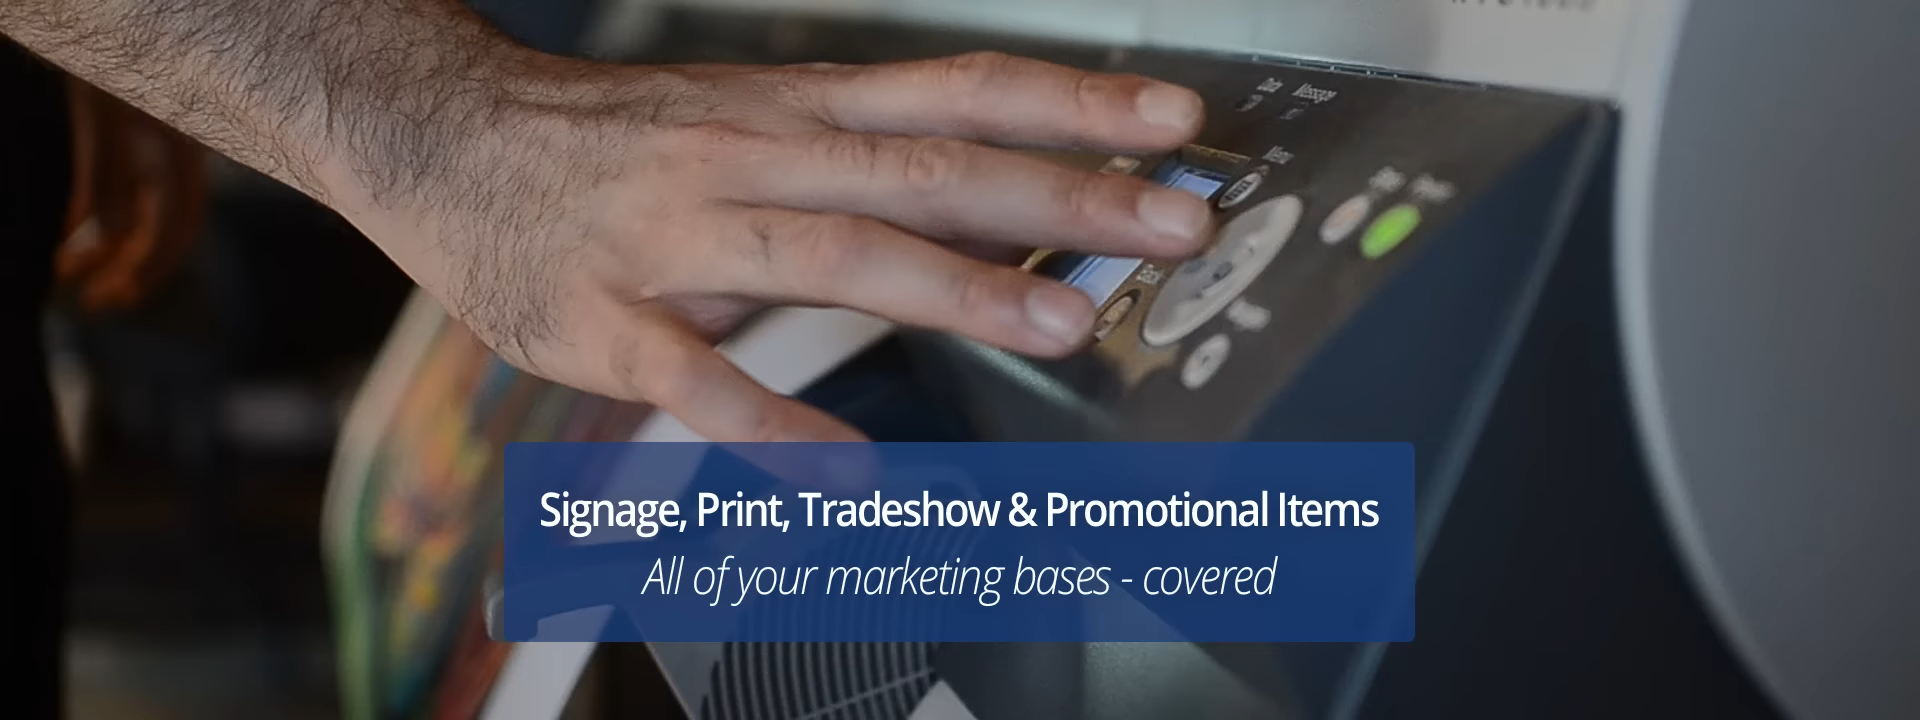 Signage, Print, Tradeshow & Promotional Items
All of your marketing bases - covered